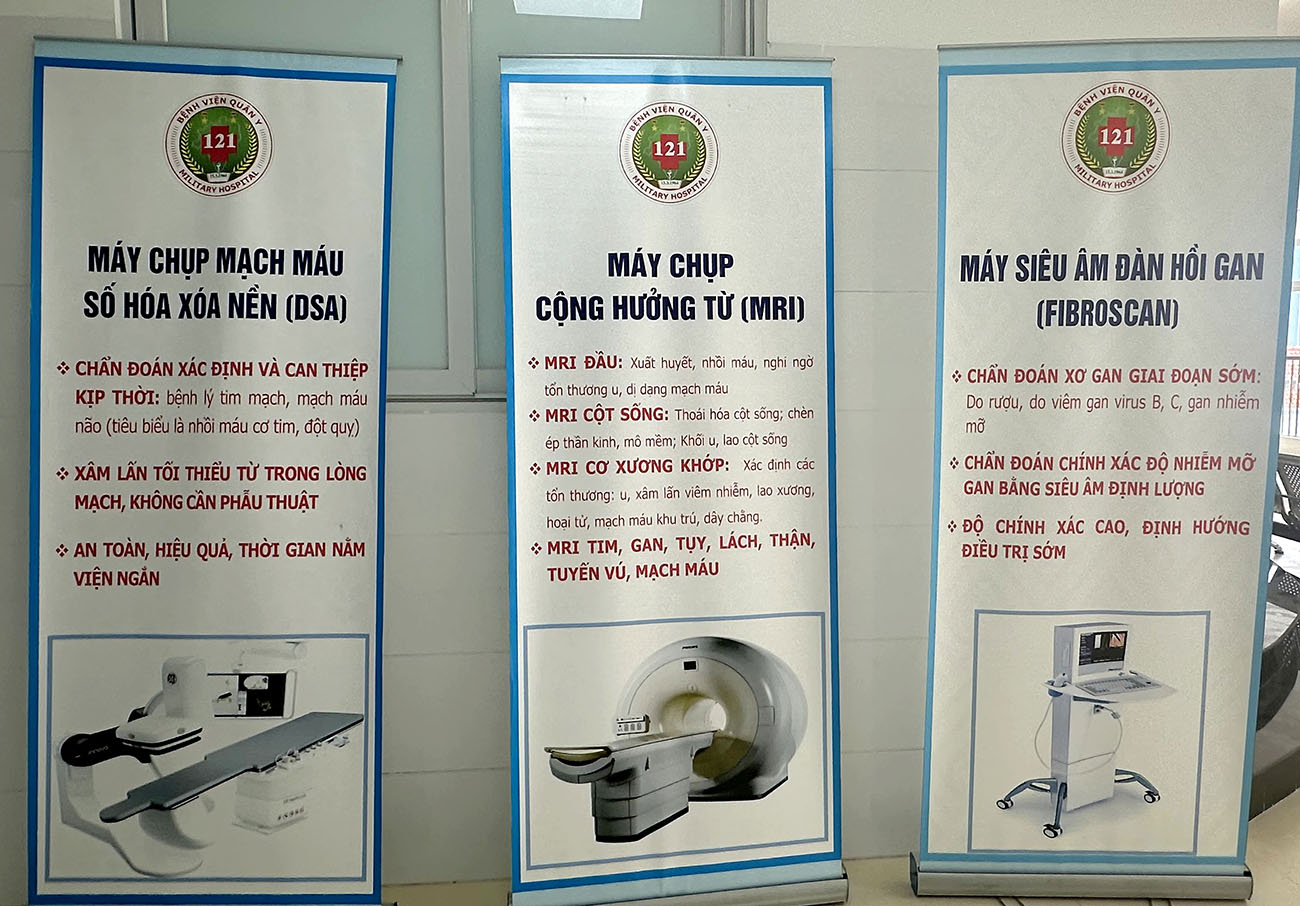 BỆNH VIỆN QUÂN Y
121
15.3.1961
MILITARY HOSPITAL
MÁY CHỤP MẠCH MÁU
SỐ HÓA XÓA NỀN (DSA)
❖ CHẨN ĐOÁN XÁC ĐỊNH VÀ CAN THIỆP
KỊP THỜI: bệnh lý tim mạch, mạch máu
não (tiêu biểu là nhồi máu cơ tim, đột quỵ)
❖ XÂM LẤN TỐI THIỂU TỪ TRONG LÒNG
MẠCH, KHÔNG CẦN PHẪU THUẬT
❖ AN TOÀN, HIỆU QUẢ, THỜI GIAN NẰM
VIỆN NGẮN
BỆNH VIỆN QUÂN Y
121
MILITARY HOSPITAL
MÁY CHỤP
CỘNG HƯỞNG TỪ (MRI)
❖ MRI ĐẦU: Xuất huyết, nhồi máu, nghi ngờ
tổn thương u, dị dạng mạch máu
❖ MRI CỘT SỐNG: Thoái hóa cột sống; chèn
ép thần kinh, mô mềm; Khối u, lao cột sống
❖ MRI CƠ XƯƠNG KHỚP: Xác định các
tổn thương: u, xâm lấn viêm nhiễm, lao xương,
hoại tử, mạch máu khu trú, dây chằng.
❖ MRI TIM, GAN, TỤY, LÁCH, THẬN,
TUYẾN VÚ, MẠCH MÁU
PHILIPS
BỆNH VIỆN QUÂN Y
121
MILITARY HOSPITAL
MÁY SIÊU ÂM ĐÀN HỒI GAN
(FIBROSCAN)
❖ CHẨN ĐOÁN XƠ GAN GIAI ĐOẠN SỚM:
Do rượu, do viêm gan virus B, C, gan nhiễm
mỡ
❖ CHẨN ĐOÁN CHÍNH XÁC ĐỘ NHIỄM MỠ
GAN BẰNG SIÊU ÂM ĐỊNH LƯỢNG
❖ ĐỘ CHÍNH XÁC CAO, ĐỊNH HƯỚNG
ĐIỀU TRỊ SỚM